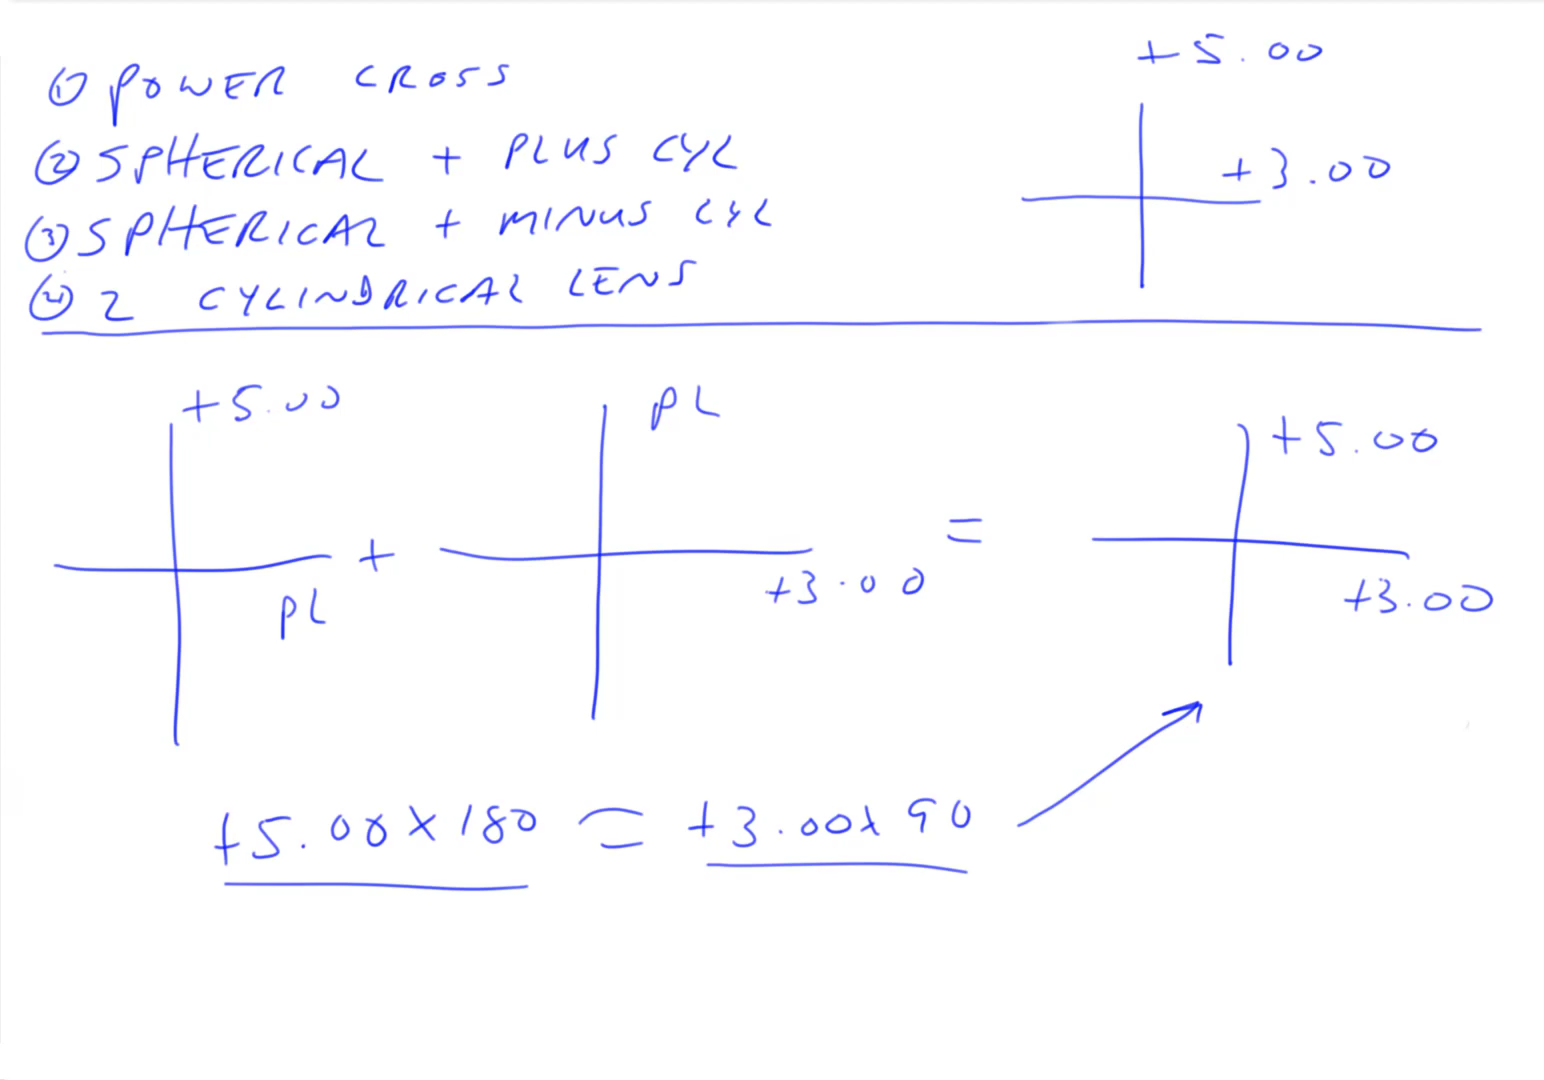 ① POWER CROSS
② SPHERICAL + PLUS CYL
③ SPHERICAL + MINUS CYL
④ 2 CYLINDRICAL LENS
+5.00
+3.00
+5.00
PL
+
PL
+3.00
=
+5.00
+3.00
+5.00 X 180 = +3.00 X 90